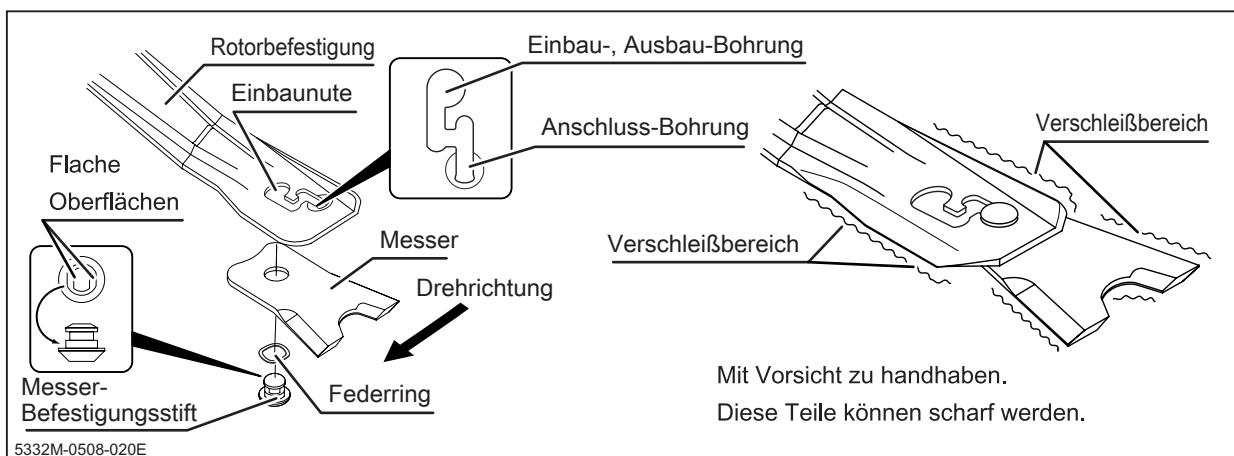 Rotorbefestigung
Einbau-, Ausbau-Bohrung
Einbaunute
Anschluss-Bohrung
Verschleißbereich
Flache
Oberflächen
Messer
Verschleißbereich
Drehrichtung
Messer-
Befestigungsstift
Federring
Mit Vorsicht zu handhaben.
Diese Teile können scharf werden.
5332M-0508-020E